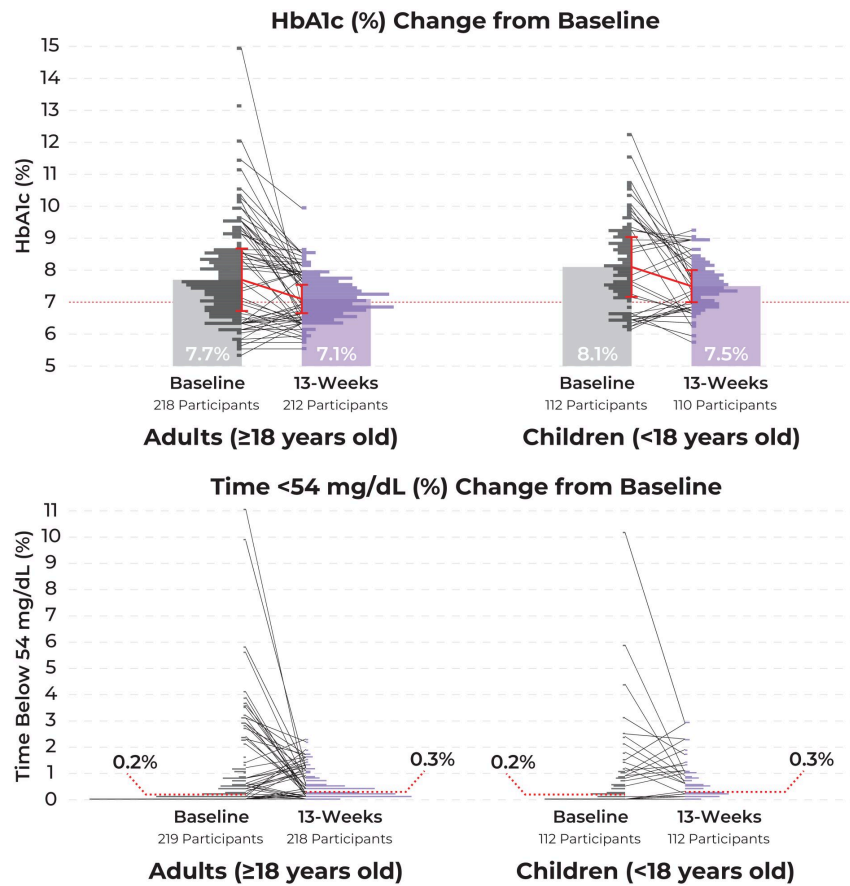 HbA1c (%) Change from Baseline
15
14
13
12
11
10
9
8
7
6
5
HbA1c (%)
7.7%
7.1%
8.1%
7.5%
Baseline
13-Weeks
Baseline
13-Weeks
218 Participants
212 Participants
112 Participants
110 Participants
Adults (≥18 years old)
Children (<18 years old)
Time <54 mg/dL (%) Change from Baseline
11
10
9
8
7
6
5
4
3
2
1
0
Time Below 54 mg/dL (%)
0.2%
0.3%
0.2%
0.3%
Baseline
13-Weeks
Baseline
13-Weeks
219 Participants
218 Participants
112 Participants
112 Participants
Adults (≥18 years old)
Children (<18 years old)